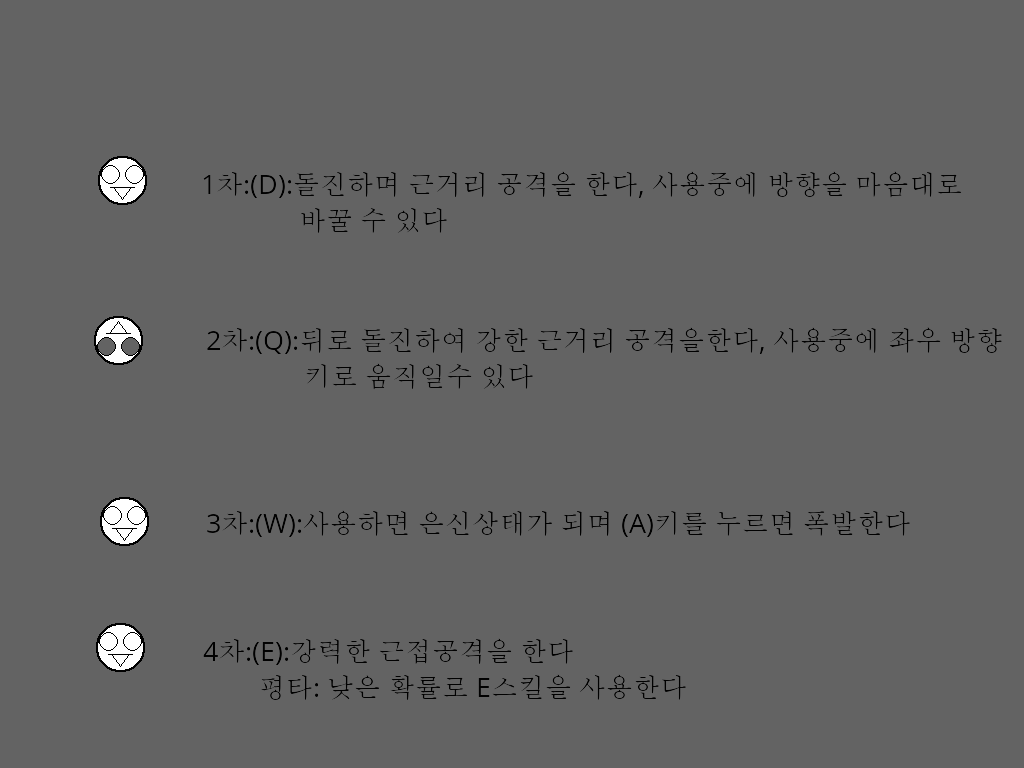 1차:(D):돌진하며 근거리 공격을 한다, 사용중에 방향을 마음대로
바꿀 수 있다
2차:(Q):뒤로 돌진하여 강한 근거리 공격을한다, 사용중에 좌우 방향
키로 움직일수 있다
3차:(W):사용하면 은신상태가 되며 (A)키를 누르면 폭발한다
4차:(E):강력한 근접공격을 한다
평타: 낮은 확률로 E스킬을 사용한다